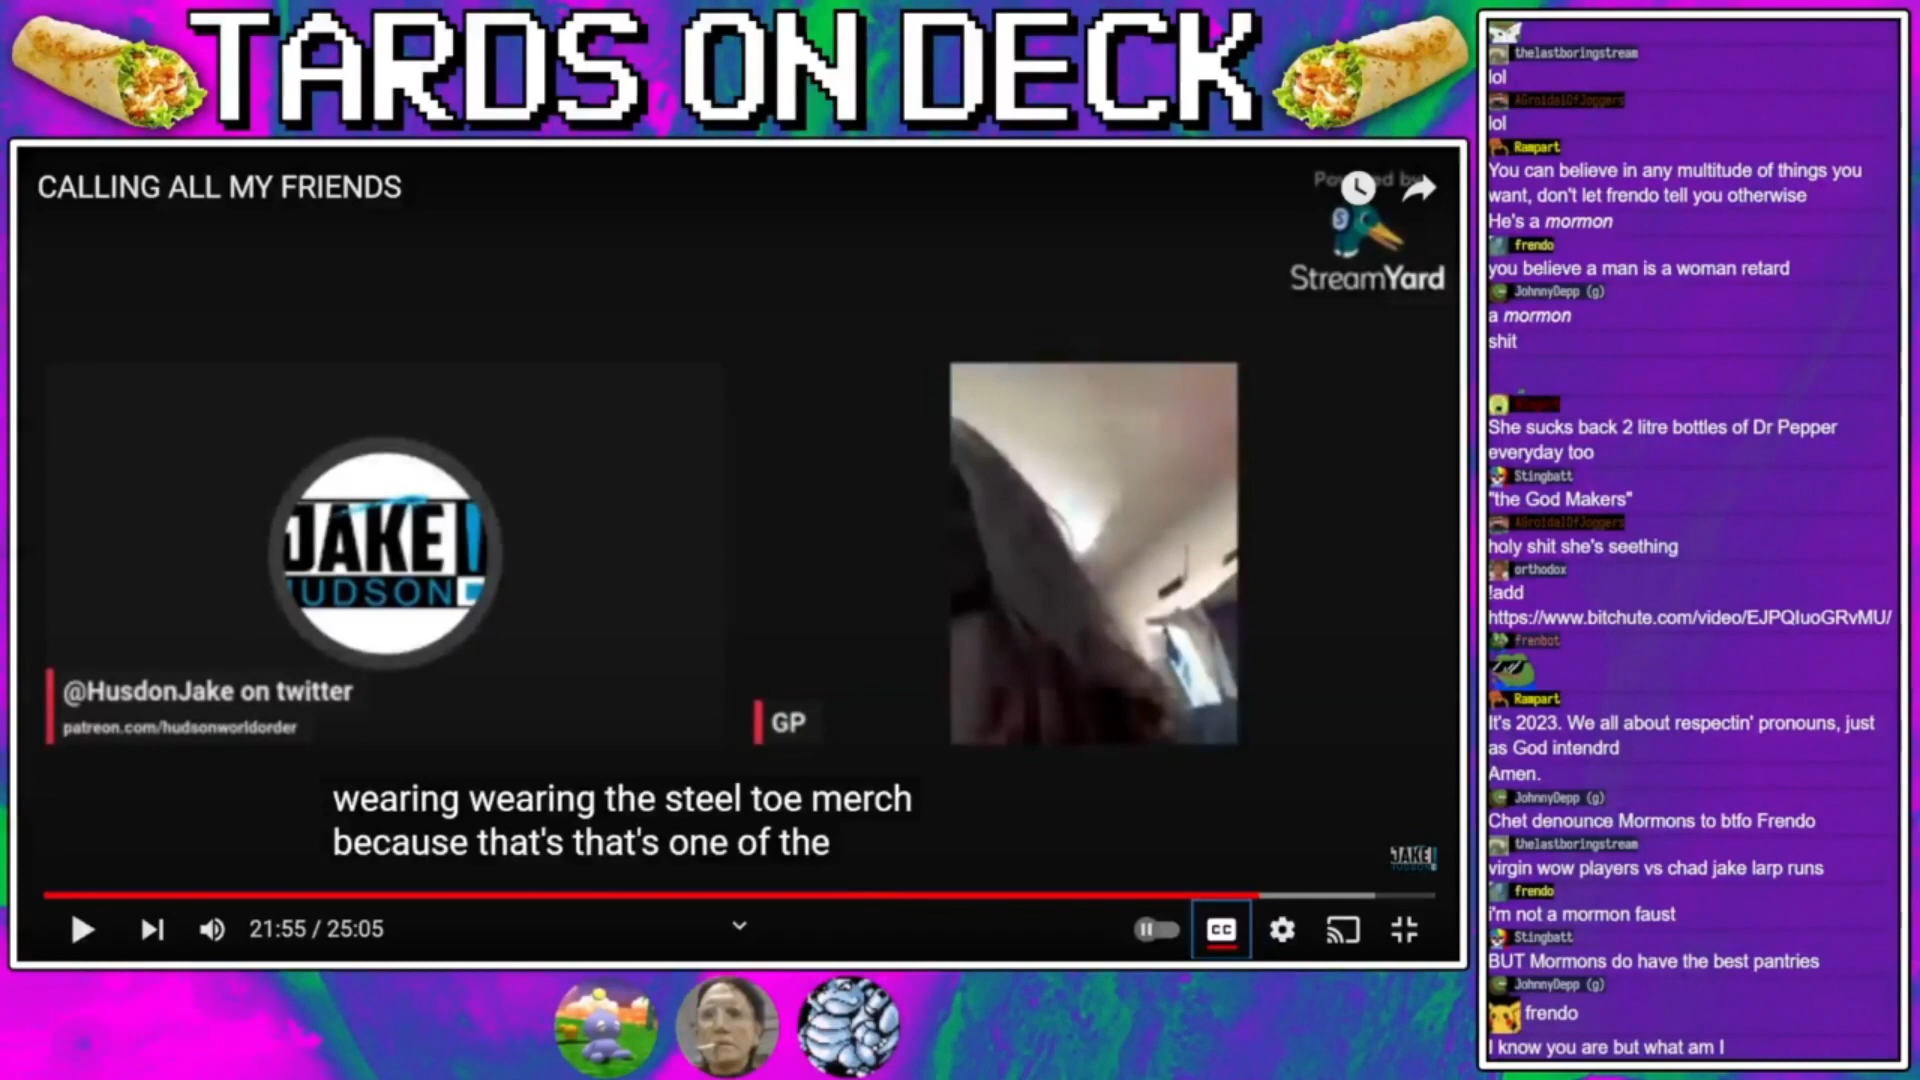 TARDS ON DECK
CALLING ALL MY FRIENDS
StreamYard
JAKE!
HUDSON
@HusdonJake on twitter
patreon.com/hudsonworldorder
GP
wearing wearing the steel toe merch
because that's that's one of the
JAKE!
21:55 / 25:05
CC
thelastboringstream
lol
AGroidalOfJoggers
lol
Rampart
You can believe in any multitude of things you
want, don't let frendo tell you otherwise
He's a mormon
frendo
you believe a man is a woman retard
JohnnyDepp (g)
a mormon
shit
She sucks back 2 litre bottles of Dr Pepper
everyday too
Stingbatt
"the God Makers"
AGroidalOfJoggers
holy shit she's seething
orthodox
!add
https://www.bitchute.com/video/EJPQIuoGRvMU/
frenbot
Rampart
It's 2023. We all about respectin' pronouns, just
as God intendrd
Amen.
JohnnyDepp (g)
Chet denounce Mormons to btfo Frendo
thelastboringstream
virgin wow players vs chad jake larp runs
frendo
i'm not a mormon faust
Stingbatt
BUT Mormons do have the best pantries
JohnnyDepp (g)
frendo
I know you are but what am I